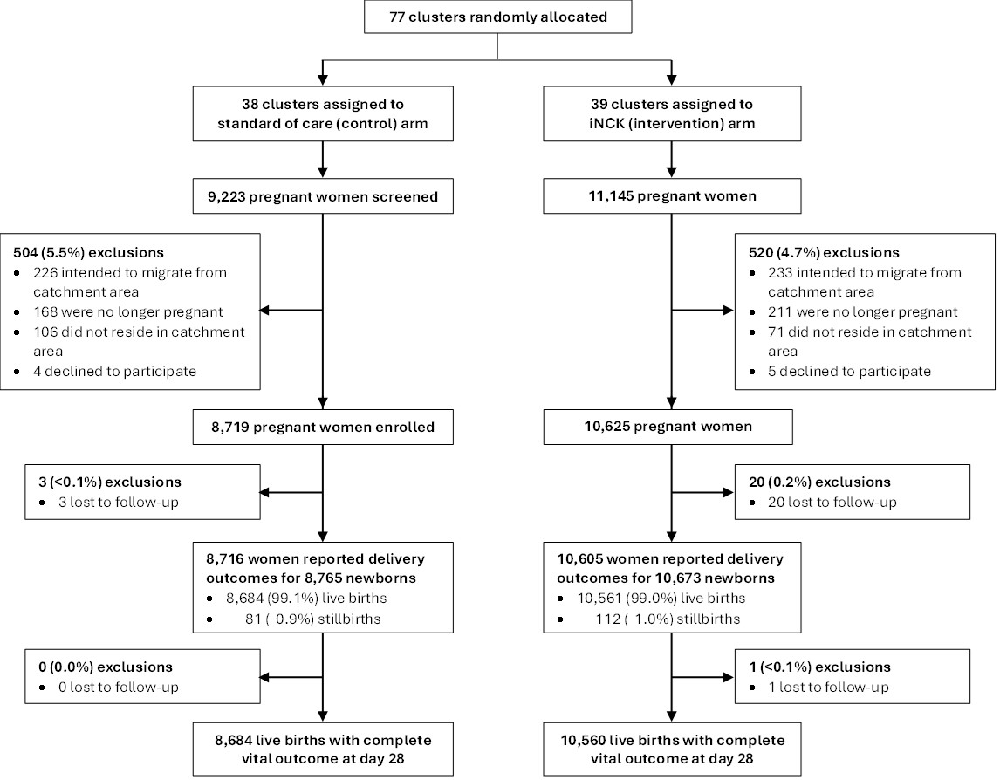 77 clusters randomly allocated
38 clusters assigned to
standard of care (control) arm
39 clusters assigned to
iNCK (intervention) arm
9,223 pregnant women screened
11,145 pregnant women
504 (5.5%) exclusions
• 226 intended to migrate from
catchment area
• 168 were no longer pregnant
• 106 did not reside in catchment
area
• 4 declined to participate
520 (4.7%) exclusions
• 233 intended to migrate from
catchment area
• 211 were no longer pregnant
• 71 did not reside in catchment
area
• 5 declined to participate
8,719 pregnant women enrolled
10,625 pregnant women
3 (<0.1%) exclusions
• 3 lost to follow-up
20 (0.2%) exclusions
• 20 lost to follow-up
8,716 women reported delivery
outcomes for 8,765 newborns
• 8,684 (99.1%) live births
• 81 ( 0.9%) stillbirths
10,605 women reported delivery
outcomes for 10,673 newborns
• 10,561 (99.0%) live births
• 112 ( 1.0%) stillbirths
0 (0.0%) exclusions
• 0 lost to follow-up
1 (<0.1%) exclusions
• 1 lost to follow-up
8,684 live births with complete
vital outcome at day 28
10,560 live births with complete
vital outcome at day 28